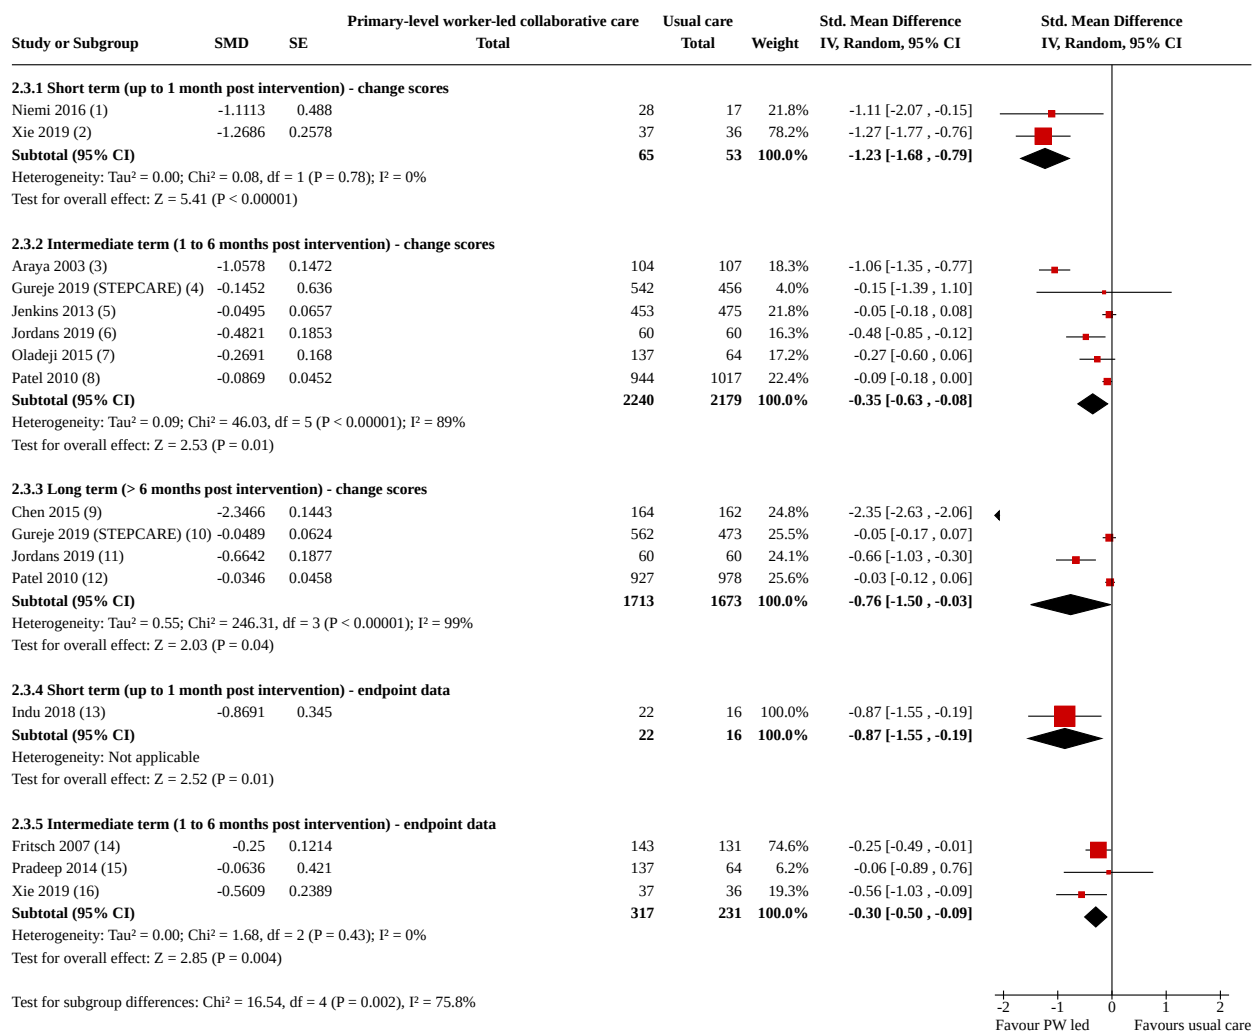 Primary-level worker-led collaborative care Usual care Std. Mean Difference Std. Mean Difference
Study or Subgroup SMD SE Total Total Weight IV, Random, 95% CI IV, Random, 95% CI
2.3.1 Short term (up to 1 month post intervention) - change scores
Niemi 2016 (1) -1.1113 0.488 28 17 21.8% -1.11 [-2.07 , -0.15]
Xie 2019 (2) -1.2686 0.2578 37 36 78.2% -1.27 [-1.77 , -0.76]
Subtotal (95% CI) 65 53 100.0% -1.23 [-1.68 , -0.79]
Heterogeneity: Tau² = 0.00; Chi² = 0.08, df = 1 (P = 0.78); I² = 0%
Test for overall effect: Z = 5.41 (P < 0.00001)
2.3.2 Intermediate term (1 to 6 months post intervention) - change scores
Araya 2003 (3) -1.0578 0.1472 104 107 18.3% -1.06 [-1.35 , -0.77]
Gureje 2019 (STEPCARE) (4) -0.1452 0.636 542 456 4.0% -0.15 [-1.39 , 1.10]
Jenkins 2013 (5) -0.0495 0.0657 453 475 21.8% -0.05 [-0.18 , 0.08]
Jordans 2019 (6) -0.4821 0.1853 60 60 16.3% -0.48 [-0.85 , -0.12]
Oladeji 2015 (7) -0.2691 0.168 137 64 17.2% -0.27 [-0.60 , 0.06]
Patel 2010 (8) -0.0869 0.0452 944 1017 22.4% -0.09 [-0.18 , 0.00]
Subtotal (95% CI) 2240 2179 100.0% -0.35 [-0.63 , -0.08]
Heterogeneity: Tau² = 0.09; Chi² = 46.03, df = 5 (P < 0.00001); I² = 89%
Test for overall effect: Z = 2.53 (P = 0.01)
2.3.3 Long term (> 6 months post intervention) - change scores
Chen 2015 (9) -2.3466 0.1443 164 162 24.8% -2.35 [-2.63 , -2.06]
Gureje 2019 (STEPCARE) (10) -0.0489 0.0624 562 473 25.5% -0.05 [-0.17 , 0.07]
Jordans 2019 (11) -0.6642 0.1877 60 60 24.1% -0.66 [-1.03 , -0.30]
Patel 2010 (12) -0.0346 0.0458 927 978 25.6% -0.03 [-0.12 , 0.06]
Subtotal (95% CI) 1713 1673 100.0% -0.76 [-1.50 , -0.03]
Heterogeneity: Tau² = 0.55; Chi² = 246.31, df = 3 (P < 0.00001); I² = 99%
Test for overall effect: Z = 2.03 (P = 0.04)
2.3.4 Short term (up to 1 month post intervention) - endpoint data
Indu 2018 (13) -0.8691 0.345 22 16 100.0% -0.87 [-1.55 , -0.19]
Subtotal (95% CI) 22 16 100.0% -0.87 [-1.55 , -0.19]
Heterogeneity: Not applicable
Test for overall effect: Z = 2.52 (P = 0.01)
2.3.5 Intermediate term (1 to 6 months post intervention) - endpoint data
Fritsch 2007 (14) -0.25 0.1214 143 131 74.6% -0.25 [-0.49 , -0.01]
Pradeep 2014 (15) -0.0636 0.421 137 64 6.2% -0.06 [-0.89 , 0.76]
Xie 2019 (16) -0.5609 0.2389 37 36 19.3% -0.56 [-1.03 , -0.09]
Subtotal (95% CI) 317 231 100.0% -0.30 [-0.50 , -0.09]
Heterogeneity: Tau² = 0.00; Chi² = 1.68, df = 2 (P = 0.43); I² = 0%
Test for overall effect: Z = 2.85 (P = 0.004)
Test for subgroup differences: Chi² = 16.54, df = 4 (P = 0.002), I² = 75.8%
-2 -1 0 1 2
Favour PW led Favours usual care